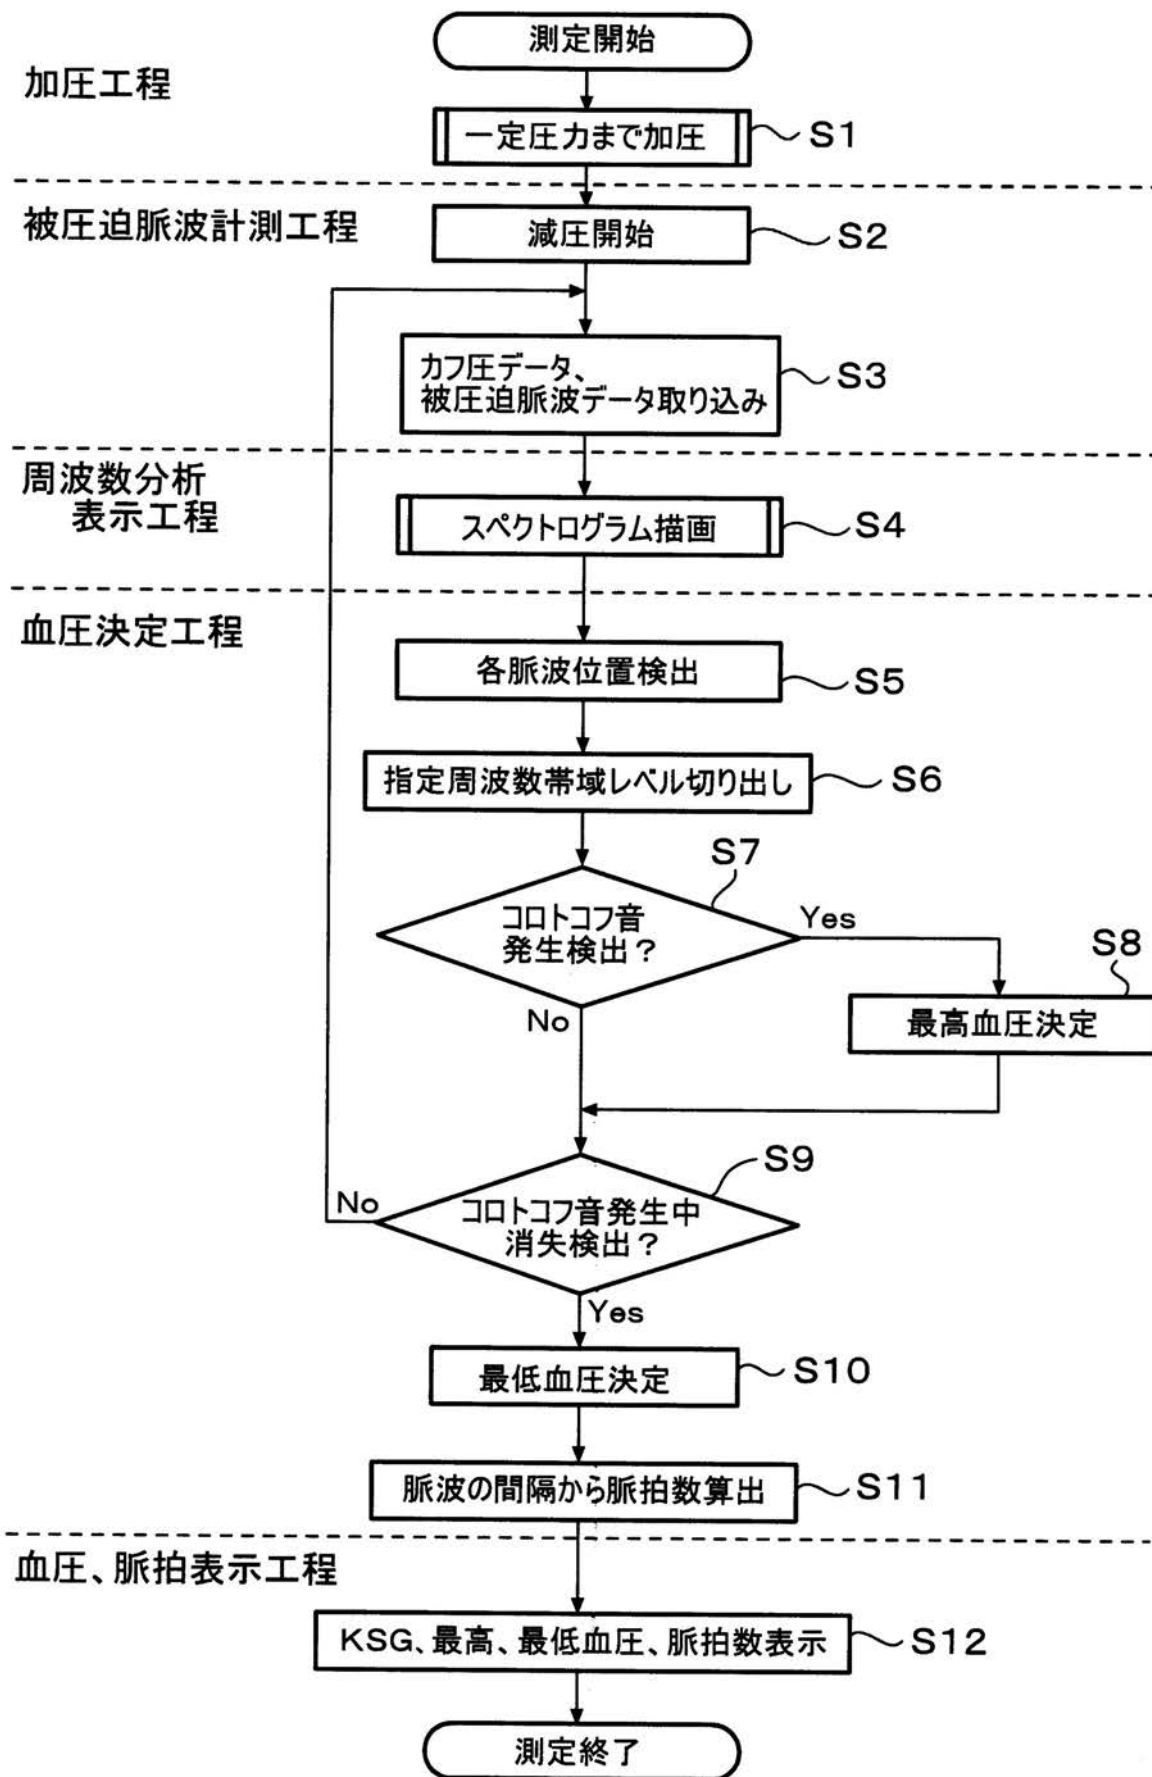 測定開始
加圧工程
一定圧力まで加圧
S1
被圧迫脈波計測工程
減圧開始
S2
カフ圧データ、
被圧迫脈波データ取り込み
S3
周波数分析
表示工程
スペクトログラム描画
S4
血圧決定工程
各脈波位置検出
S5
指定周波数帯域レベル切り出し
S6
S7
コロトコフ音
発生検出?
Yes
No
S8
最高血圧決定
S9
コロトコフ音発生中
消失検出?
No
Yes
最低血圧決定
S10
脈波の間隔から脈拍数算出
S11
血圧、脈拍表示工程
KSG、最高、最低血圧、脈拍数表示
S12
測定終了